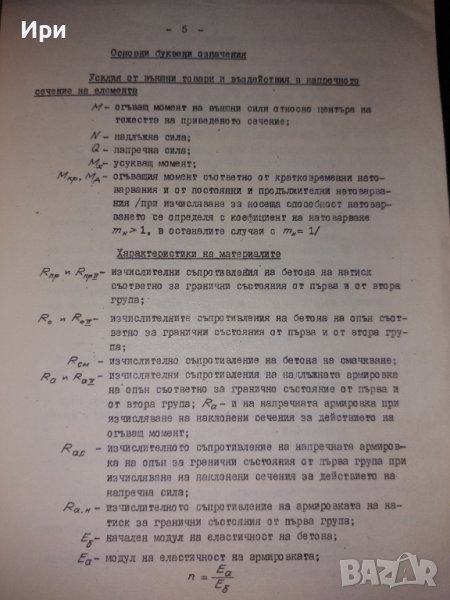 Ири
- 5 -
Основни буквени означения
Усилия от външни товари и въздействия в напречното
сечение на елемента
M - огъващ момент на външни сили относно центъра на
тежестта на приведеното сечение;
N - надлъжна сила;
Q - напречна сила;
Mк - усукващ момент;
Mкр, Mд - огъващия момент съответно от кратковременни нато-
варвания и от постоянни и продължителни натоварва-
ния /при изчисляване за носеща способност натовар-
ването се определя с коефициент на натоварване
mн > 1, в останалите случаи с mн = 1/
Характеристики на материалите
Rпр и RпрII - изчислителни съпротивления на бетона на натиск
съответно за гранични състояния от първа и от втора
група;
Rо и RоII - изчислителните съпротивления на бетона на опън съот-
ветно за гранични състояния от първа и от втора гру-
па;
Rсм - изчислително съпротивление на бетона на смачкване;
Rа и RаII - изчислителни съпротивления на надлъжната армировка
на опън съответно за гранично състояние от първа и
от втора група; Rа - и на напречната армировка при
изчисляване на наклонени сечения за действието на
огъващ момент;
Rа,с - изчислителното съпротивление на напречната армиров-
ка на опън за гренични състояния от първа група при
изчисляване на наклонени сечения за действието на
напречна сила;
Rа.н - изчислителното съпротивление на армировката на на-
тиск за гранични състояния от първа група;
Eб - начален модул на еластичност на бетона;
Eа - модул на еластичност на армировката;
n = Eа / Eб
BAZAR